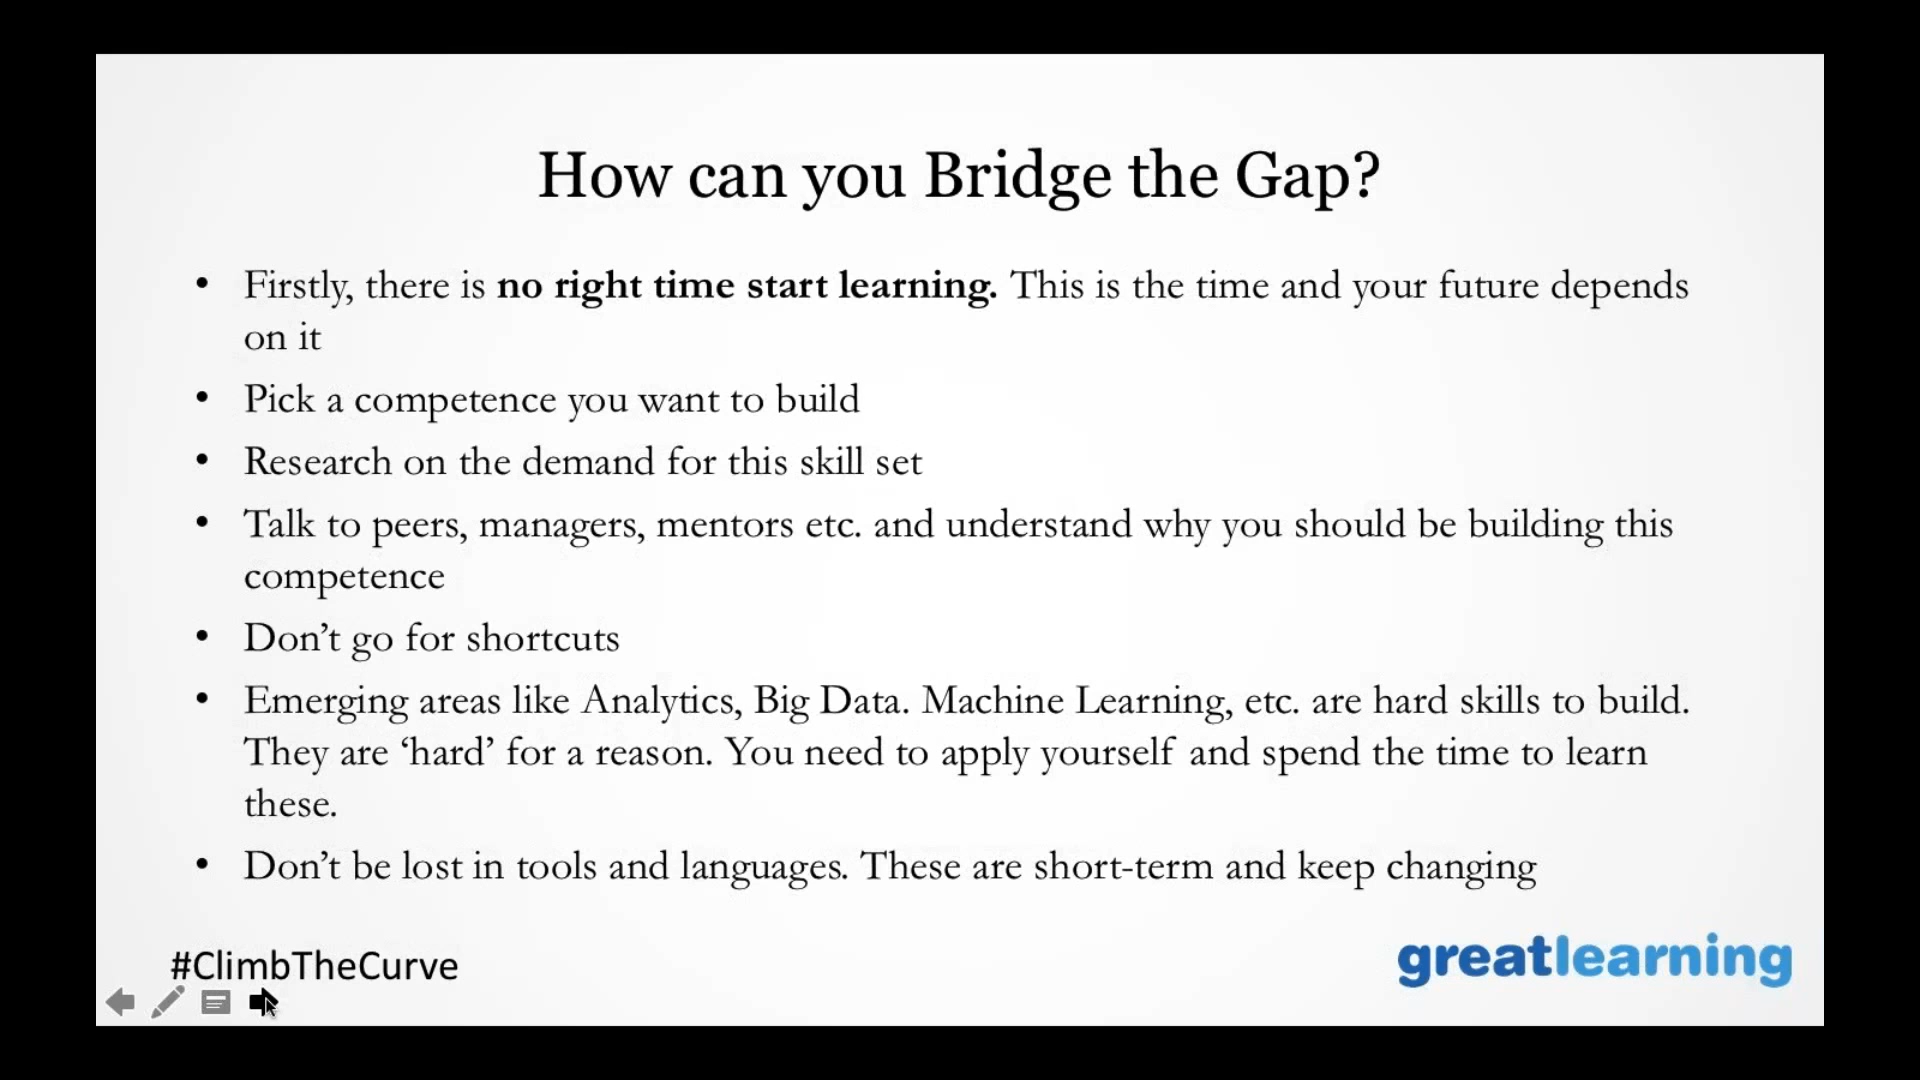 How can you Bridge the Gap?
• Firstly, there is no right time start learning. This is the time and your future depends
on it
• Pick a competence you want to build
• Research on the demand for this skill set
• Talk to peers, managers, mentors etc. and understand why you should be building this
competence
• Don’t go for shortcuts
• Emerging areas like Analytics, Big Data. Machine Learning, etc. are hard skills to build.
They are ‘hard’ for a reason. You need to apply yourself and spend the time to learn
these.
• Don’t be lost in tools and languages. These are short-term and keep changing
#ClimbTheCurve
greatlearning